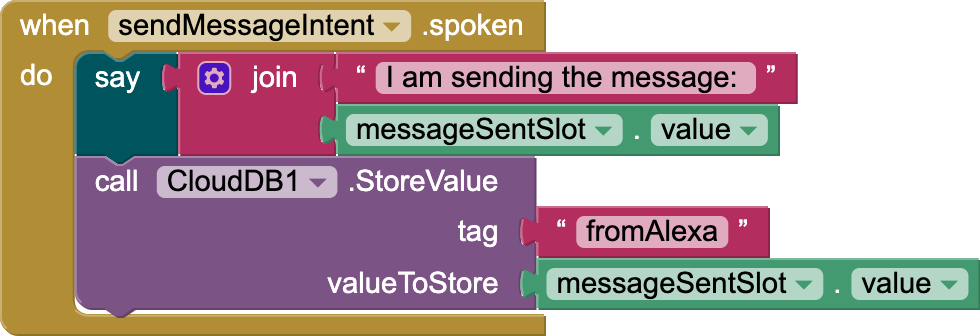 when sendMessageIntent .spoken
do say join “ I am sending the message: ”
messageSentSlot . value
call CloudDB1 .StoreValue
tag “ fromAlexa ”
valueToStore messageSentSlot . value